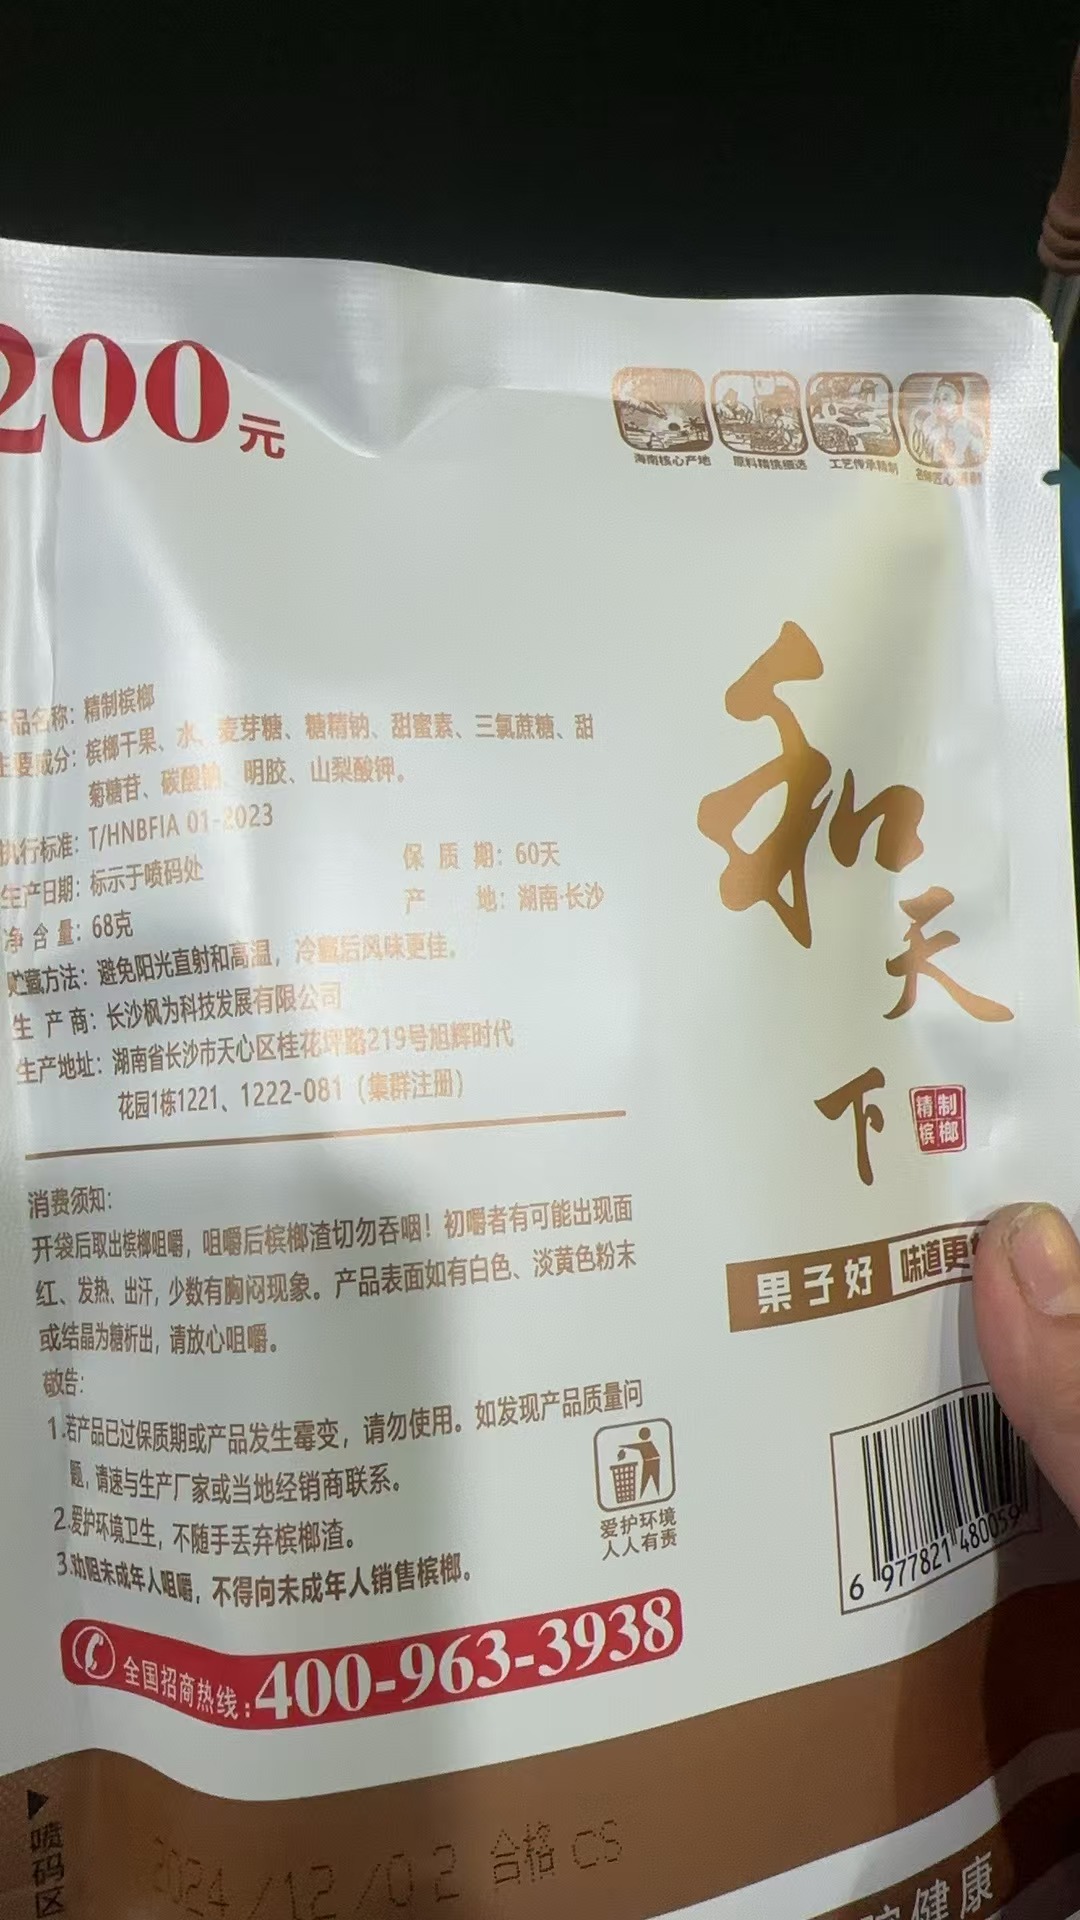 200元
海南核心产地 原料精挑细选 工艺传承精制
产品名称：精制槟榔
主要成分：槟榔干果、水、麦芽糖、糖精钠、甜蜜素、三氯蔗糖、甜
菊糖苷、碳酸钠、明胶、山梨酸钾。
执行标准：T/HNBFIA 01-2023
生产日期：标示于喷码处
保 质 期：60天
净 含 量：68克
产 地：湖南·长沙
贮藏方法：避免阳光直射和高温，冷藏后风味更佳。
生 产 商：长沙枫为科技发展有限公司
生产地址：湖南省长沙市天心区桂花坪路219号旭辉时代
花园1栋1221、1222-081（集群注册）
和
天
下
精制
槟榔
果子好 味道更
消费须知：
开袋后取出槟榔咀嚼，咀嚼后槟榔渣切勿吞咽！初嚼者有可能出现面
红、发热、出汗，少数有胸闷现象。产品表面如有白色、淡黄色粉末
或结晶为糖析出，请放心咀嚼。
敬告：
1.若产品已过保质期或产品发生霉变，请勿使用。如发现产品质量问
题，请速与生产厂家或当地经销商联系。
2.爱护环境卫生，不随手丢弃槟榔渣。
3.劝阻未成年人咀嚼，不得向未成年人销售槟榔。
爱护环境
人人有责
6 977821 480059
全国招商热线：400-963-3938
喷码区
2024/12/02 合格 CS
健康